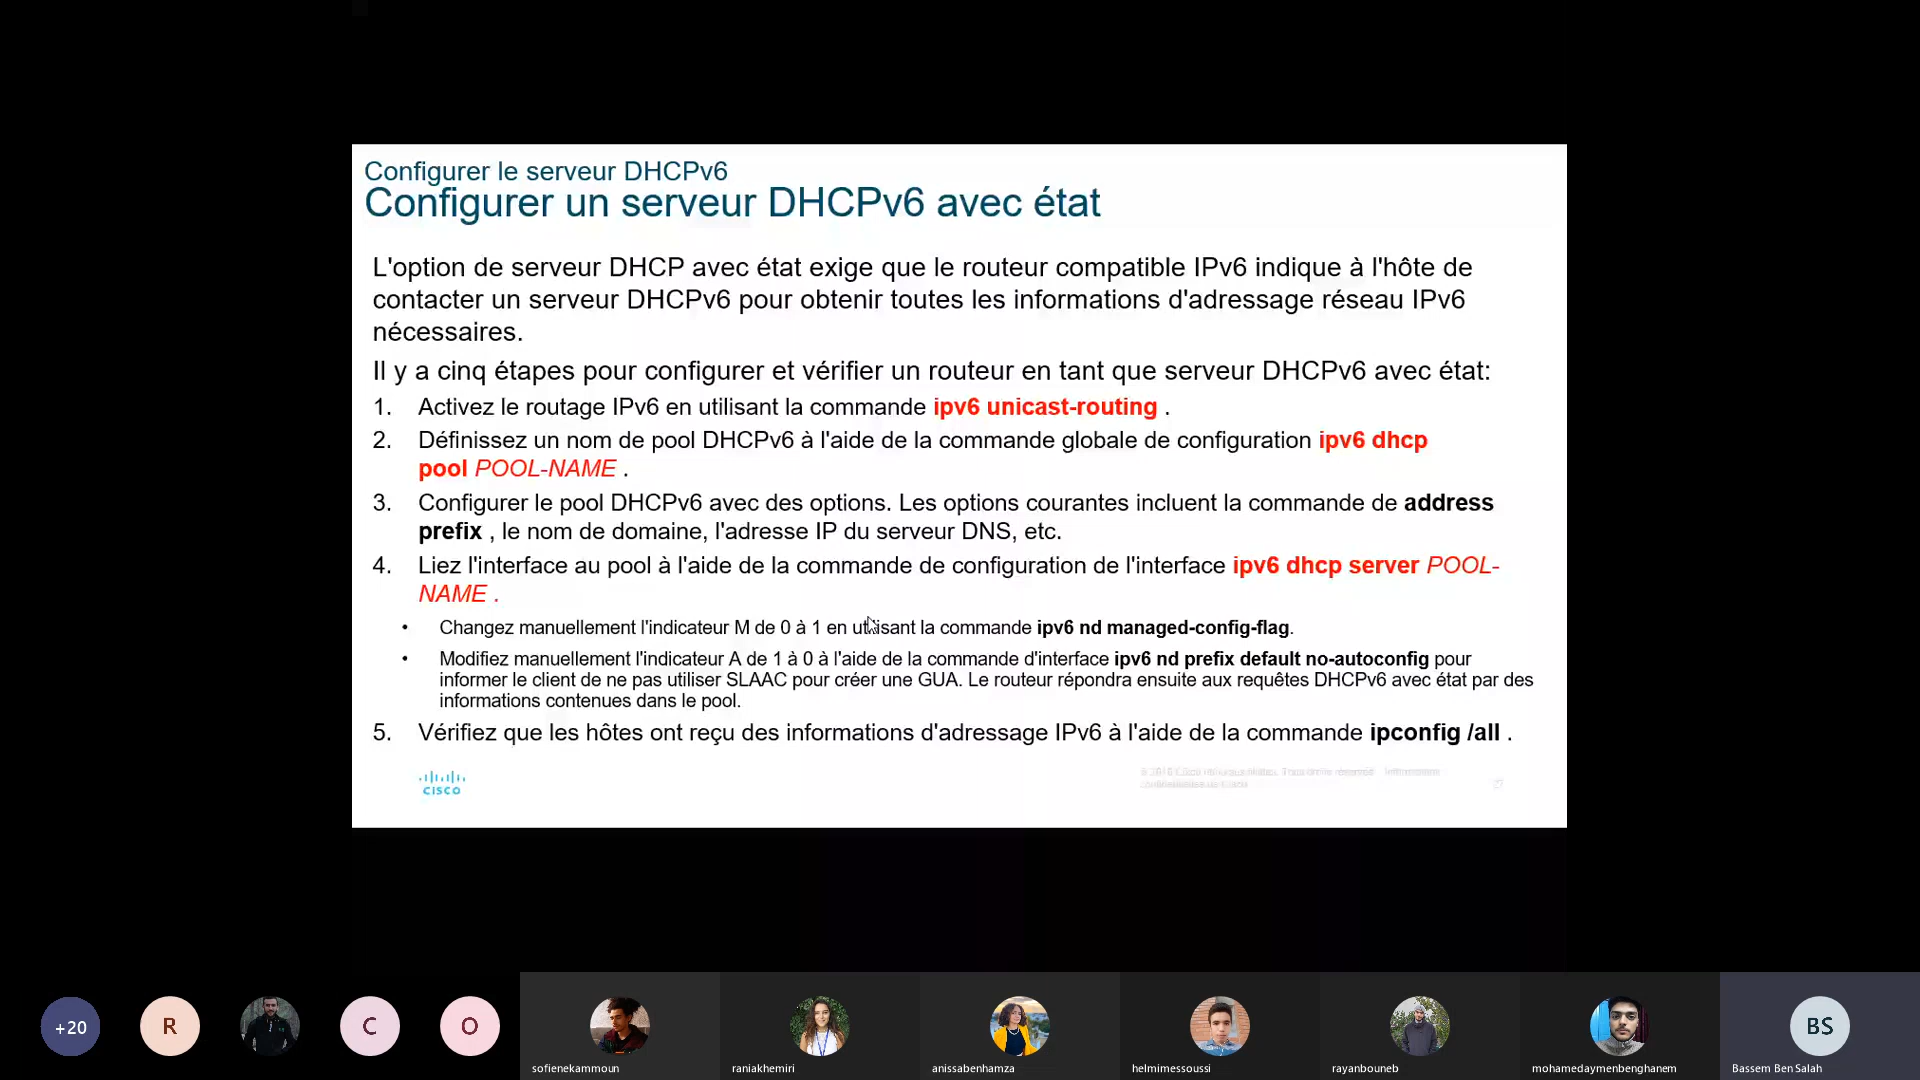 Configurer le serveur DHCPv6
Configurer un serveur DHCPv6 avec état
L'option de serveur DHCP avec état exige que le routeur compatible IPv6 indique à l'hôte de
contacter un serveur DHCPv6 pour obtenir toutes les informations d'adressage réseau IPv6
nécessaires.
Il y a cinq étapes pour configurer et vérifier un routeur en tant que serveur DHCPv6 avec état:
1. Activez le routage IPv6 en utilisant la commande ipv6 unicast-routing .
2. Définissez un nom de pool DHCPv6 à l'aide de la commande globale de configuration ipv6 dhcp
pool POOL-NAME .
3. Configurer le pool DHCPv6 avec des options. Les options courantes incluent la commande de address
prefix , le nom de domaine, l'adresse IP du serveur DNS, etc.
4. Liez l'interface au pool à l'aide de la commande de configuration de l'interface ipv6 dhcp server POOL-
NAME .
• Changez manuellement l'indicateur M de 0 à 1 en utilisant la commande ipv6 nd managed-config-flag.
• Modifiez manuellement l'indicateur A de 1 à 0 à l'aide de la commande d'interface ipv6 nd prefix default no-autoconfig pour
informer le client de ne pas utiliser SLAAC pour créer une GUA. Le routeur répondra ensuite aux requêtes DHCPv6 avec état par des
informations contenues dans le pool.
5. Vérifiez que les hôtes ont reçu des informations d'adressage IPv6 à l'aide de la commande ipconfig /all .
CISCO
+20
R
C
O
sofienekammoun
raniakhemiri
anissabenhamza
helmimessoussi
rayanbouneb
mohamedaymenbenghanem
BS
Bassem Ben Salah